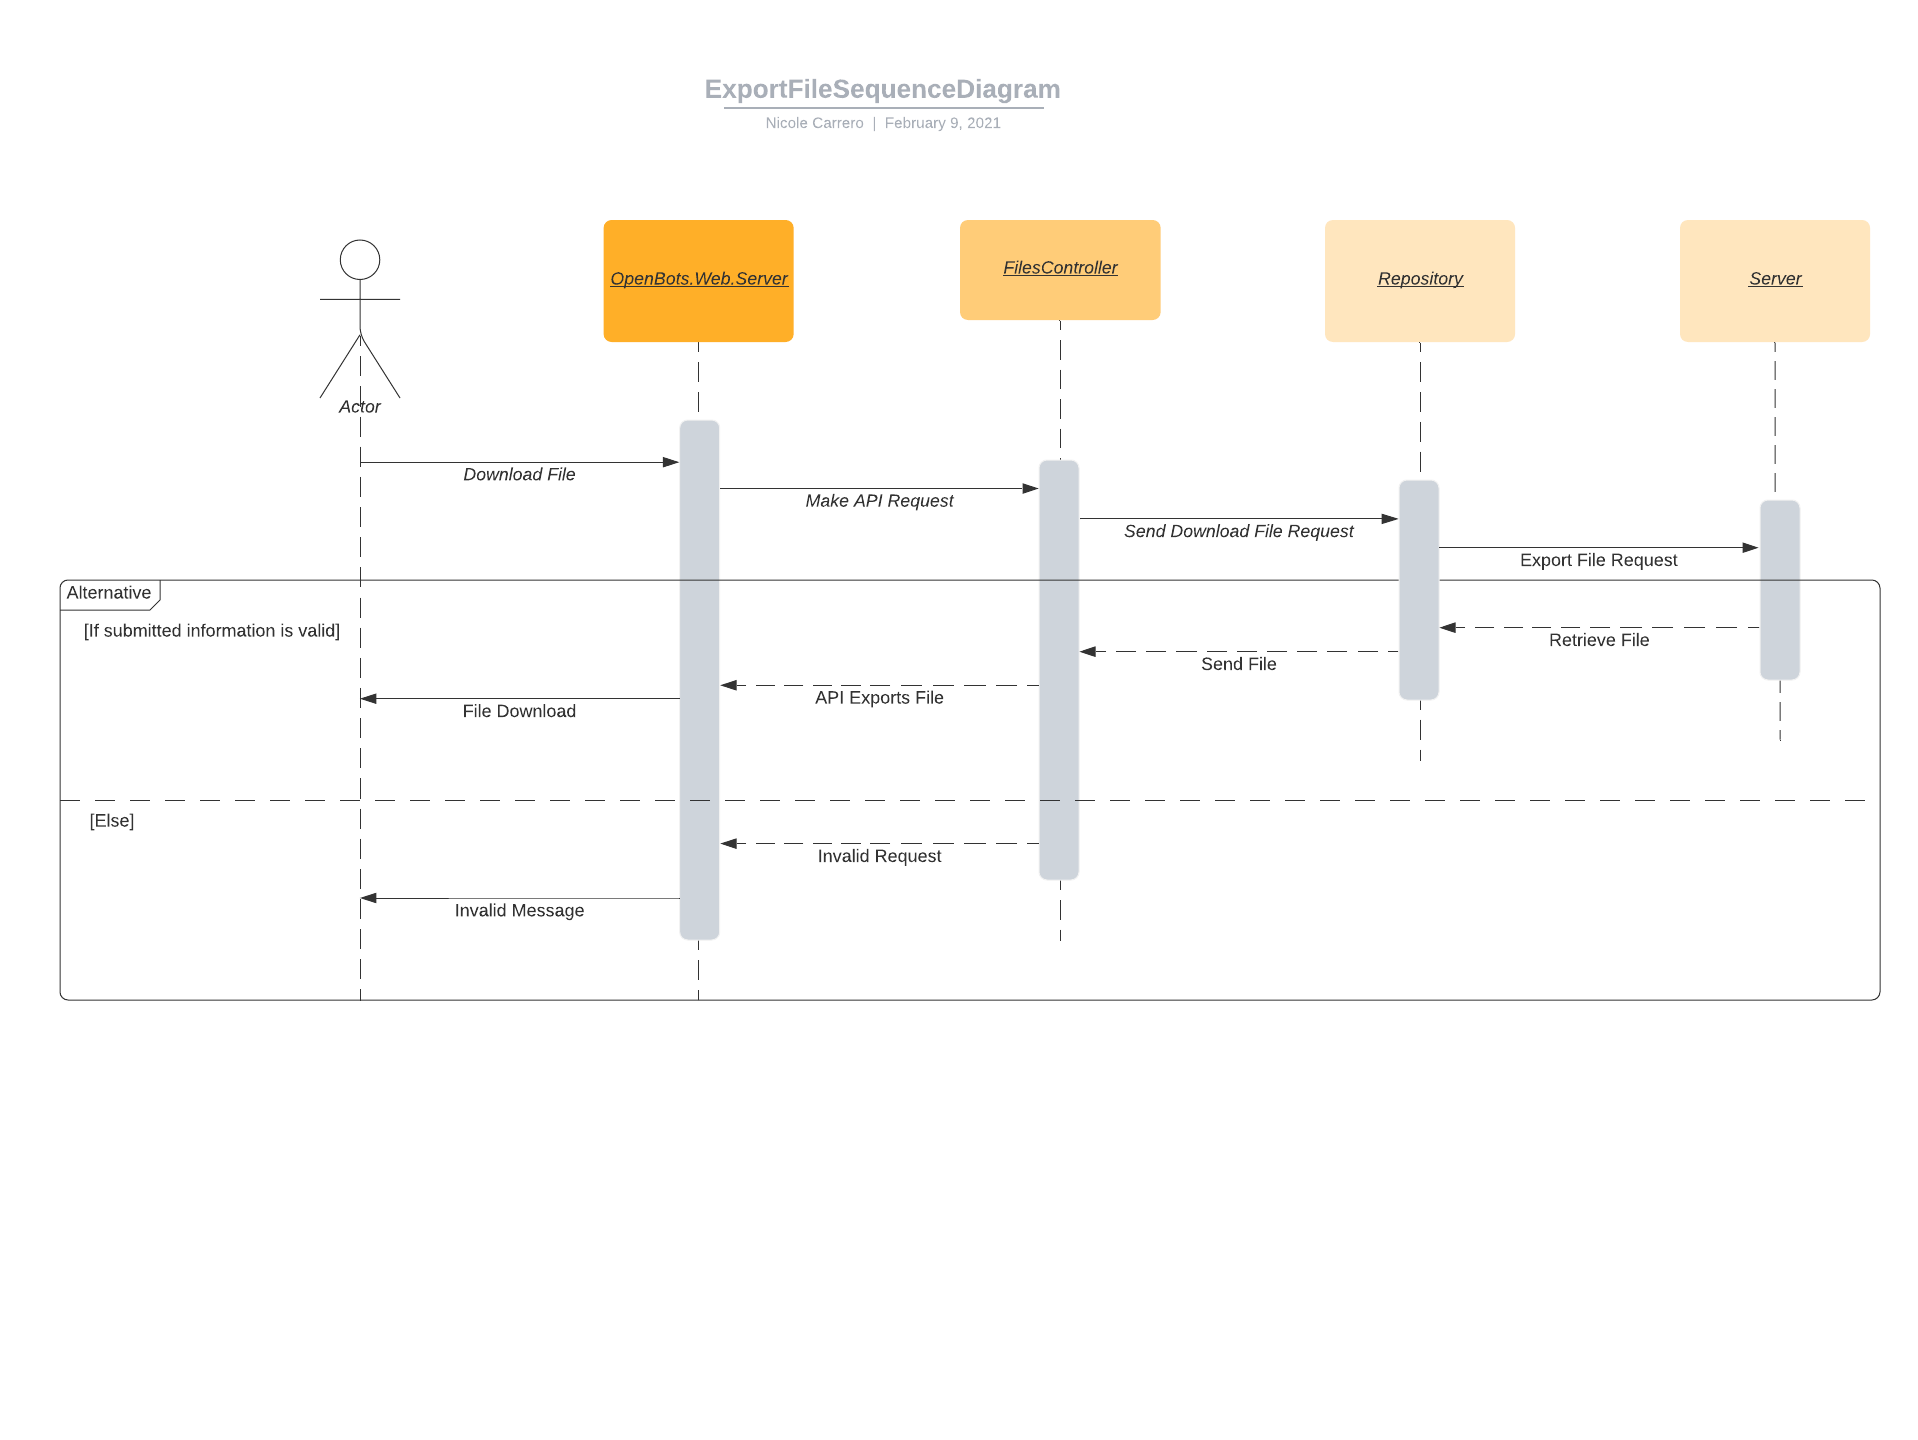 ExportFileSequenceDiagram
Nicole Carrero | February 9, 2021
OpenBots.Web.Server
FilesController
Repository
Server
Actor
Download File
Make API Request
Send Download File Request
Export File Request
Alternative
[If submitted information is valid]
Retrieve File
Send File
API Exports File
File Download
[Else]
Invalid Request
Invalid Message